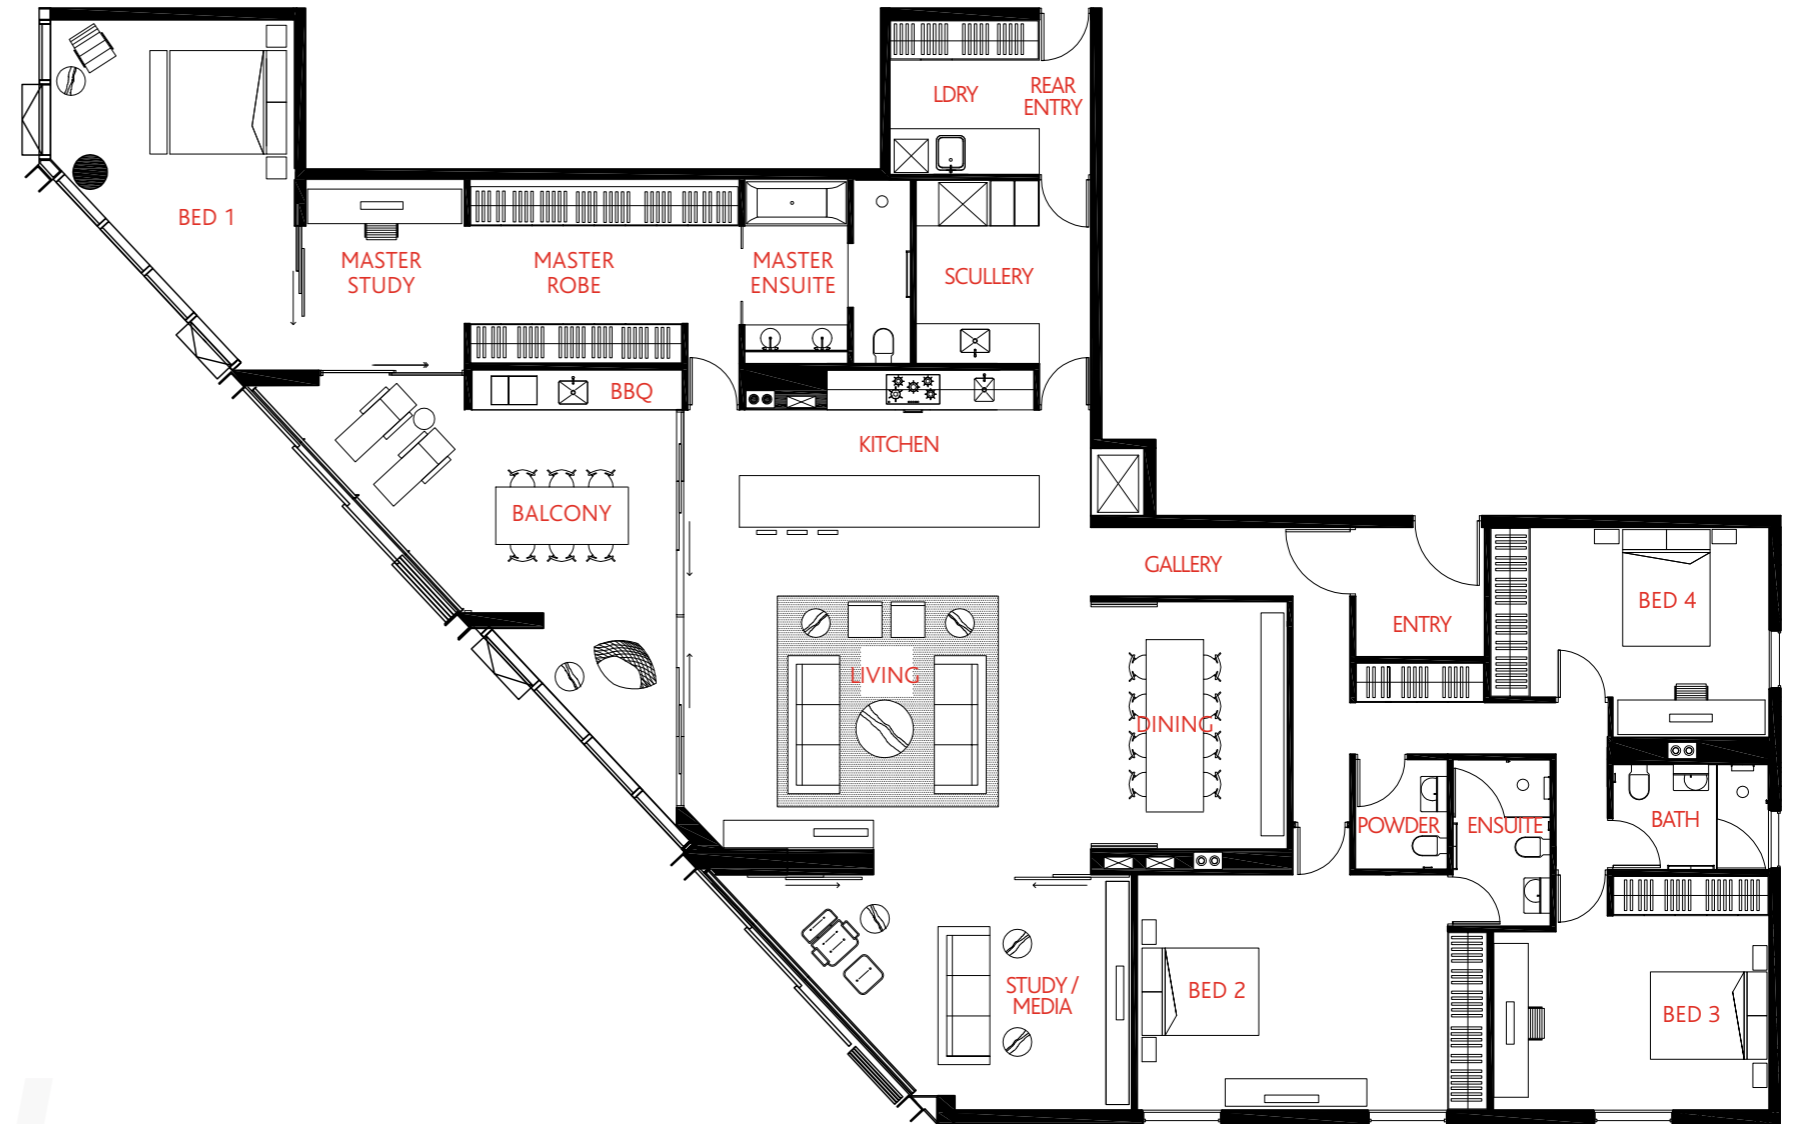 LDRY
REAR
ENTRY
BED 1
MASTER
STUDY
MASTER
ROBE
MASTER
ENSUITE
SCULLERY
BBQ
KITCHEN
BALCONY
GALLERY
BED 4
ENTRY
LIVING
DINING
POWDER
ENSUITE
BATH
STUDY /
MEDIA
BED 2
BED 3